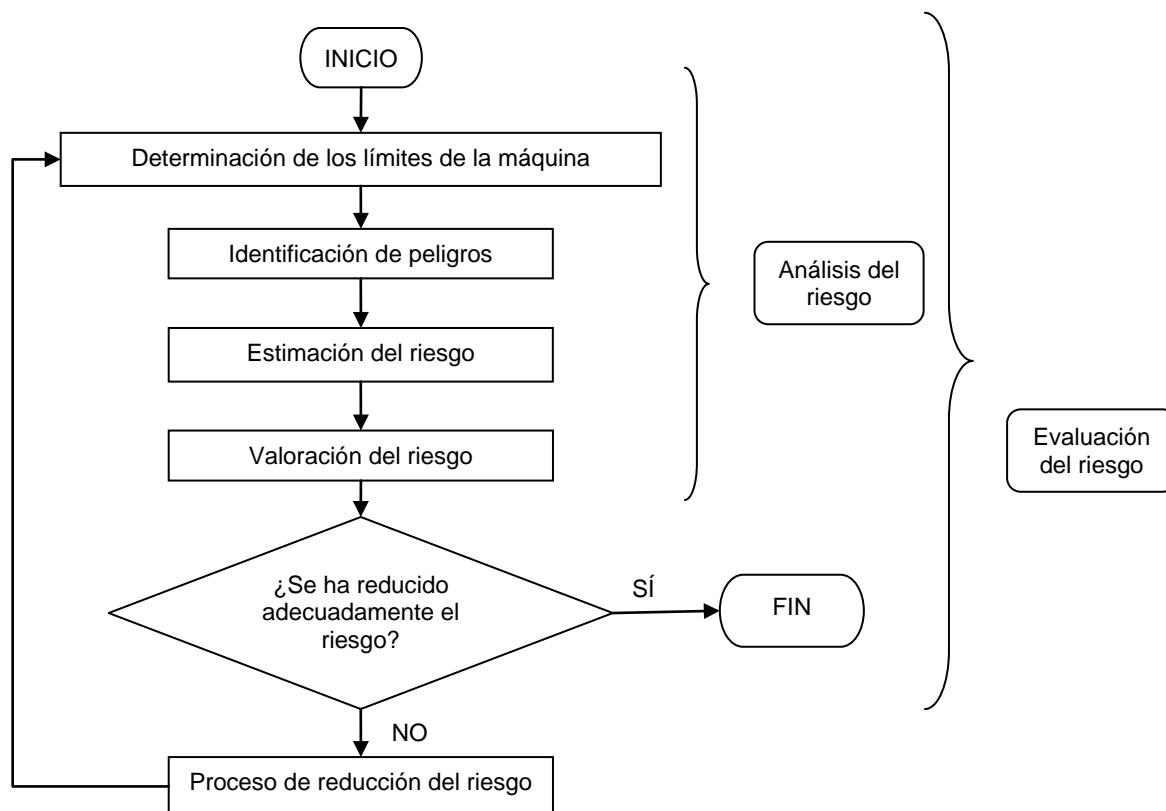 INICIO
Determinación de los límites de la máquina
Identificación de peligros
Análisis del
riesgo
Estimación del riesgo
Evaluación
del riesgo
Valoración del riesgo
¿Se ha reducido
adecuadamente el
riesgo?
SÍ
FIN
NO
Proceso de reducción del riesgo